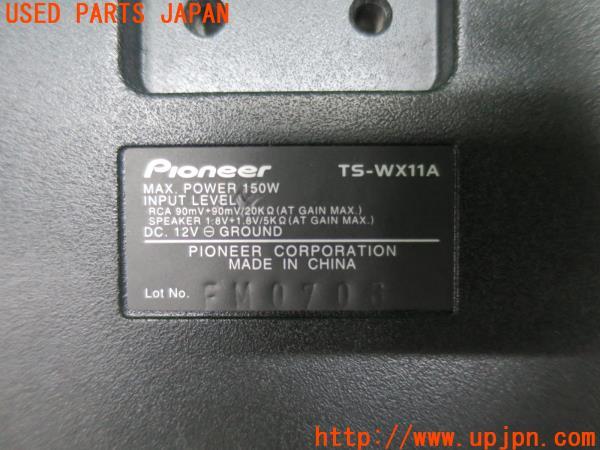 USED PARTS JAPAN
Pioneer TS-WX11A
MAX. POWER 150W
INPUT LEVEL
RCA 90mV+90mV/20KΩ(AT GAIN MAX.)
SPEAKER 1.8V+1.8V/5KΩ(AT GAIN MAX.)
DC. 12V ⊖ GROUND
PIONEER CORPORATION
MADE IN CHINA
Lot No.
http://www.upjpn.com/